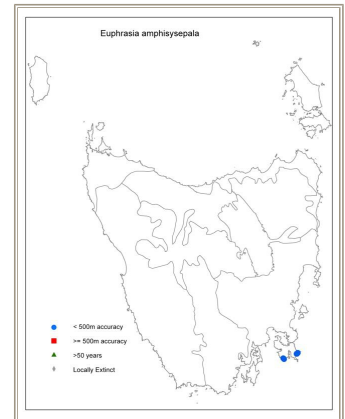 Euphrasia amphisysepala
< 500m accuracy
>= 500m accuracy
>50 years
Locally Extinct